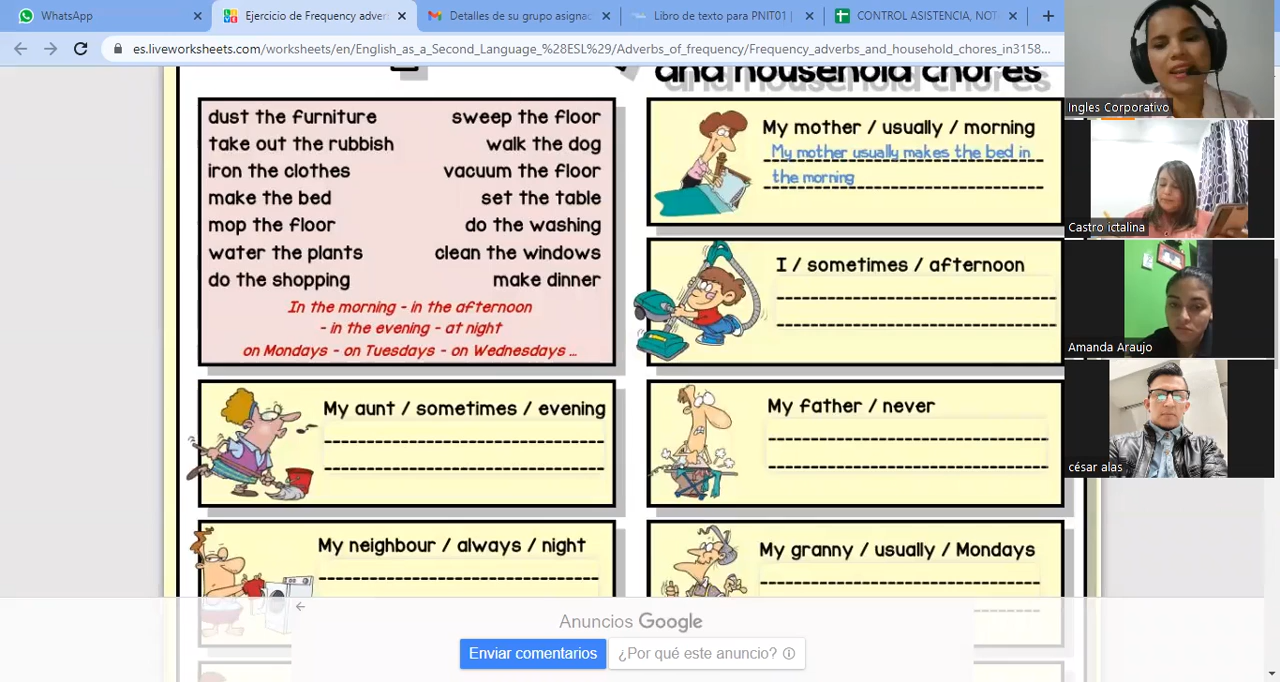 WhatsApp
Ejercicio de Frequency adver
Detalles de su grupo asigna
Libro de texto para PNIT01
CONTROL ASISTENCIA, NOT
es.liveworksheets.com/worksheets/en/English_as_a_Second_Language_%28ESL%29/Adverbs_of_frequency/Frequency_adverbs_and_household_chores_in3158...
and household chores
dust the furniture
sweep the floor
take out the rubbish
walk the dog
iron the clothes
vacuum the floor
make the bed
set the table
mop the floor
do the washing
water the plants
clean the windows
do the shopping
make dinner
In the morning - in the afternoon
- in the evening - at night
on Mondays - on Tuesdays - on Wednesdays ...
My mother / usually / morning
My mother usually makes the bed in
the morning
I / sometimes / afternoon
My aunt / sometimes / evening
My father / never
My neighbour / always / night
My granny / usually / Mondays
Anuncios Google
Enviar comentarios
¿Por qué este anuncio?
Ingles Corporativo
Castro ictalina
Amanda Araujo
césar alas